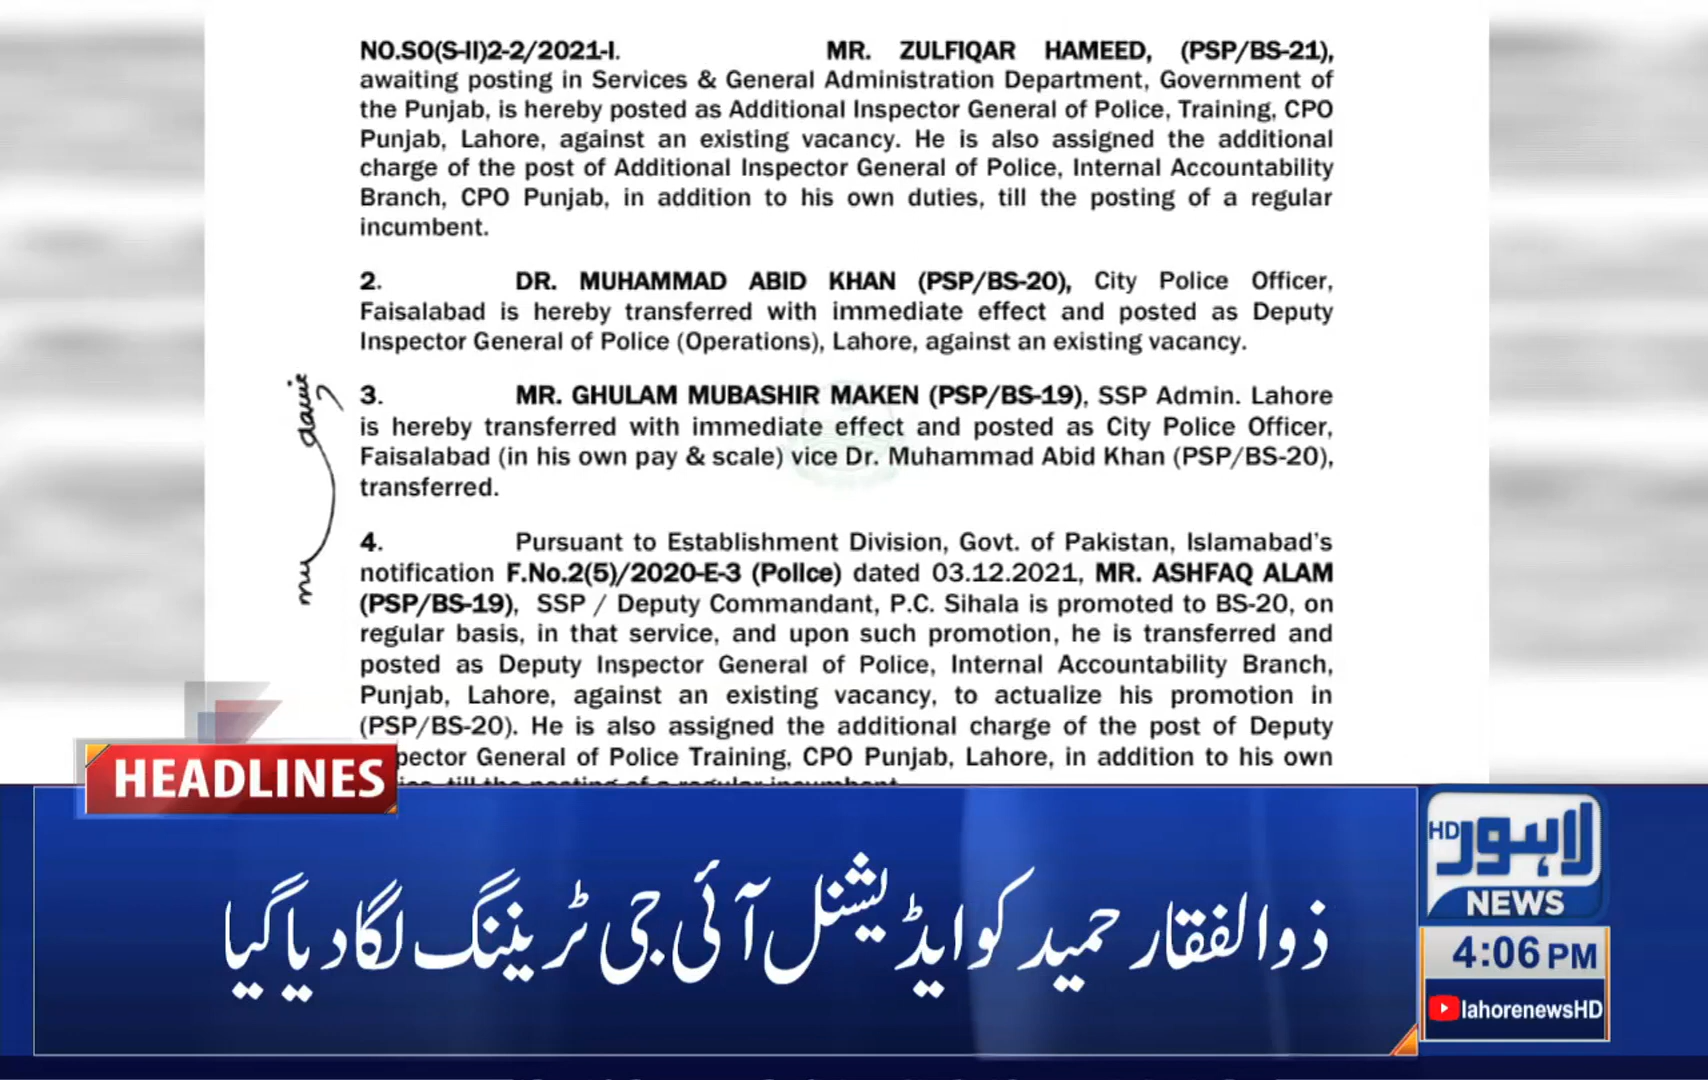 NO.SO(S-II)2-2/2021-I. MR. ZULFIQAR HAMEED, (PSP/BS-21),
awaiting posting in Services & General Administration Department, Government of
the Punjab, is hereby posted as Additional Inspector General of Police, Training, CPO
Punjab, Lahore, against an existing vacancy. He is also assigned the additional
charge of the post of Additional Inspector General of Police, Internal Accountability
Branch, CPO Punjab, in addition to his own duties, till the posting of a regular
incumbent.
2. DR. MUHAMMAD ABID KHAN (PSP/BS-20), City Police Officer,
Faisalabad is hereby transferred with immediate effect and posted as Deputy
Inspector General of Police (Operations), Lahore, against an existing vacancy.
3. MR. GHULAM MUBASHIR MAKEN (PSP/BS-19), SSP Admin. Lahore
is hereby transferred with immediate effect and posted as City Police Officer,
Faisalabad (in his own pay & scale) vice Dr. Muhammad Abid Khan (PSP/BS-20),
transferred.
4. Pursuant to Establishment Division, Govt. of Pakistan, Islamabad's
notification F.No.2(5)/2020-E-3 (Police) dated 03.12.2021, MR. ASHFAQ ALAM
(PSP/BS-19), SSP / Deputy Commandant, P.C. Sihala is promoted to BS-20, on
regular basis, in that service, and upon such promotion, he is transferred and
posted as Deputy Inspector General of Police, Internal Accountability Branch,
Punjab, Lahore, against an existing vacancy, to actualize his promotion in
(PSP/BS-20). He is also assigned the additional charge of the post of Deputy
pector General of Police Training, CPO Punjab, Lahore, in addition to his own
till the posting of a regular incumbent
HEADLINES
ذوالفقار حمید کو ایڈیشنل آئی جی ٹریننگ لگا دیا گیا
لاہور HD
NEWS
4:06 PM
lahorenewsHD